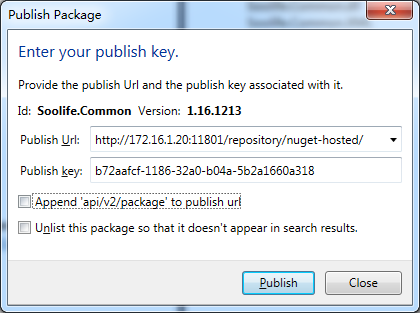 Publish Package
Enter your publish key.
Provide the publish Url and the publish key associated with it.
Id: Soolife.Common Version: 1.16.1213
Publish Url: http://172.16.1.20:11801/repository/nuget-hosted/
Publish key: b72aafcf-1186-32a0-b04a-5b2a1660a318
Append 'api/v2/package' to publish url
Unlist this package so that it doesn't appear in search results.
Publish Close